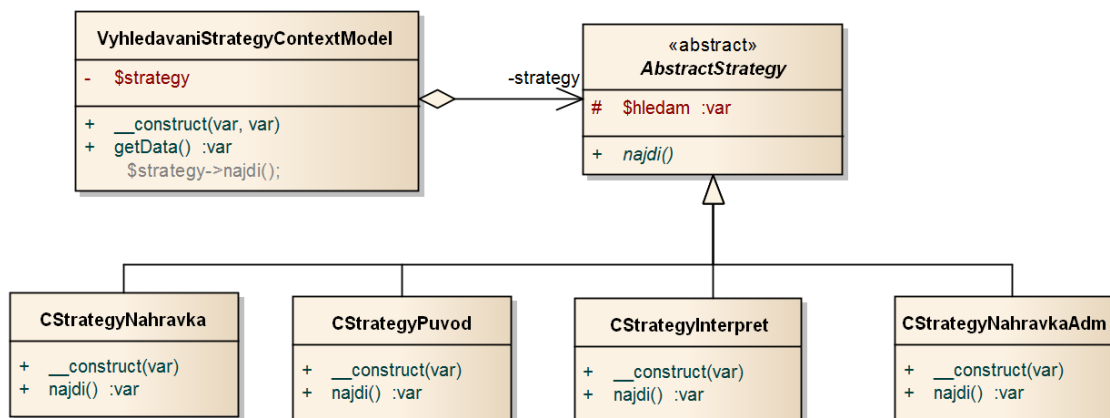 VyhledavaniStrategyContextModel
- $strategy
+ __construct(var, var)
+ getData() :var
$strategy->najdi();
-strategy
«abstract»
AbstractStrategy
# $hledam :var
+ najdi()
CStrategyNahravka
+ __construct(var)
+ najdi() :var
CStrategyPuvod
+ __construct(var)
+ najdi() :var
CStrategyInterpret
+ __construct(var)
+ najdi() :var
CStrategyNahravkaAdm
+ __construct(var)
+ najdi() :var